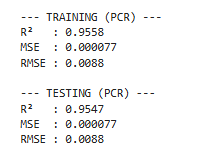 --- TRAINING (PCR) ---
R² : 0.9558
MSE : 0.000077
RMSE : 0.0088
--- TESTING (PCR) ---
R² : 0.9547
MSE : 0.000077
RMSE : 0.0088